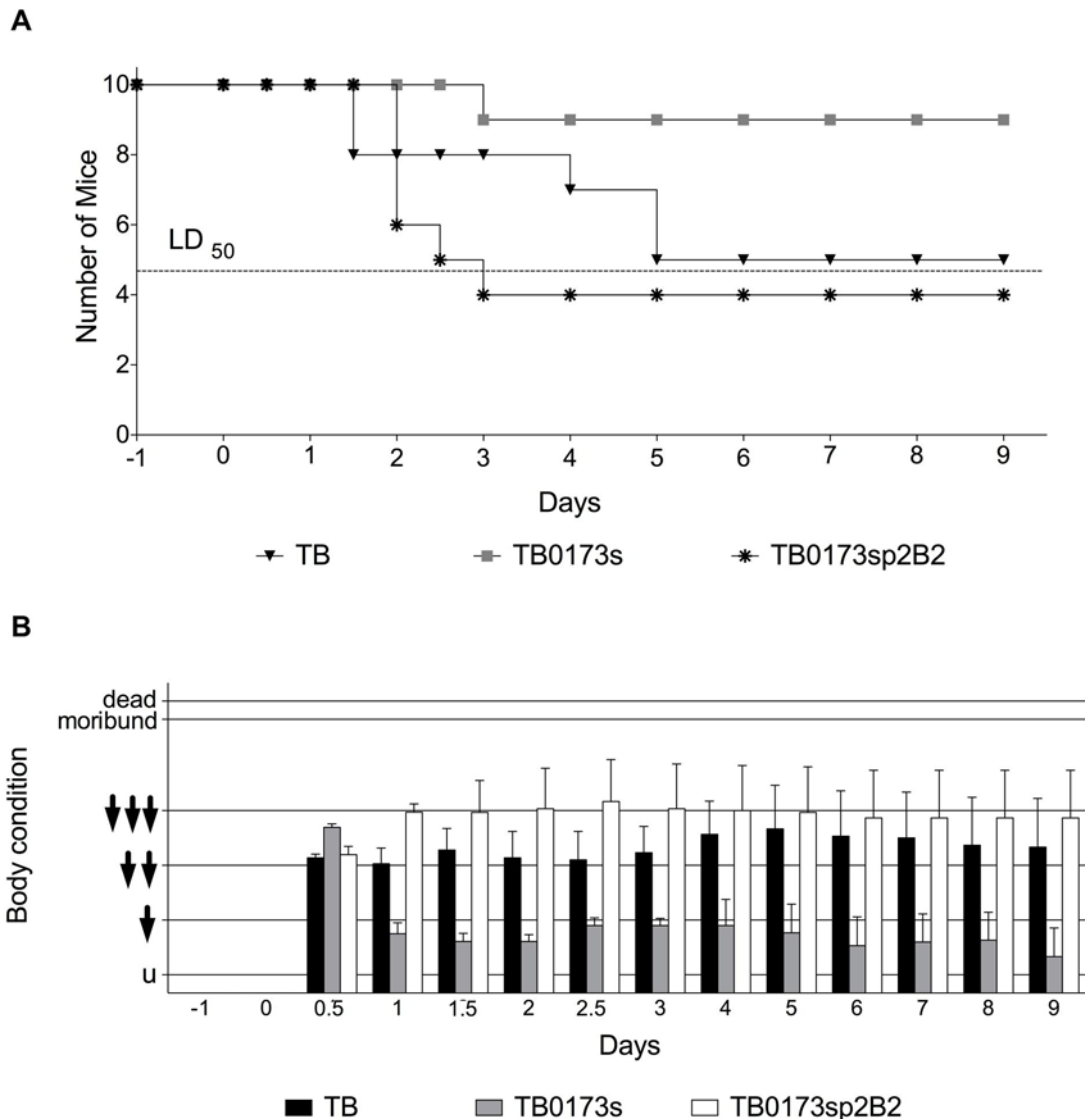 A
10
8
6
4
2
0
Number of Mice
LD 50
-1 0 1 2 3 4 5 6 7 8 9
Days
TB TB0173s TB0173sp2B2
B
dead
moribund
u
Body condition
-1 0 0.5 1 1.5 2 2.5 3 4 5 6 7 8 9
Days
TB TB0173s TB0173sp2B2